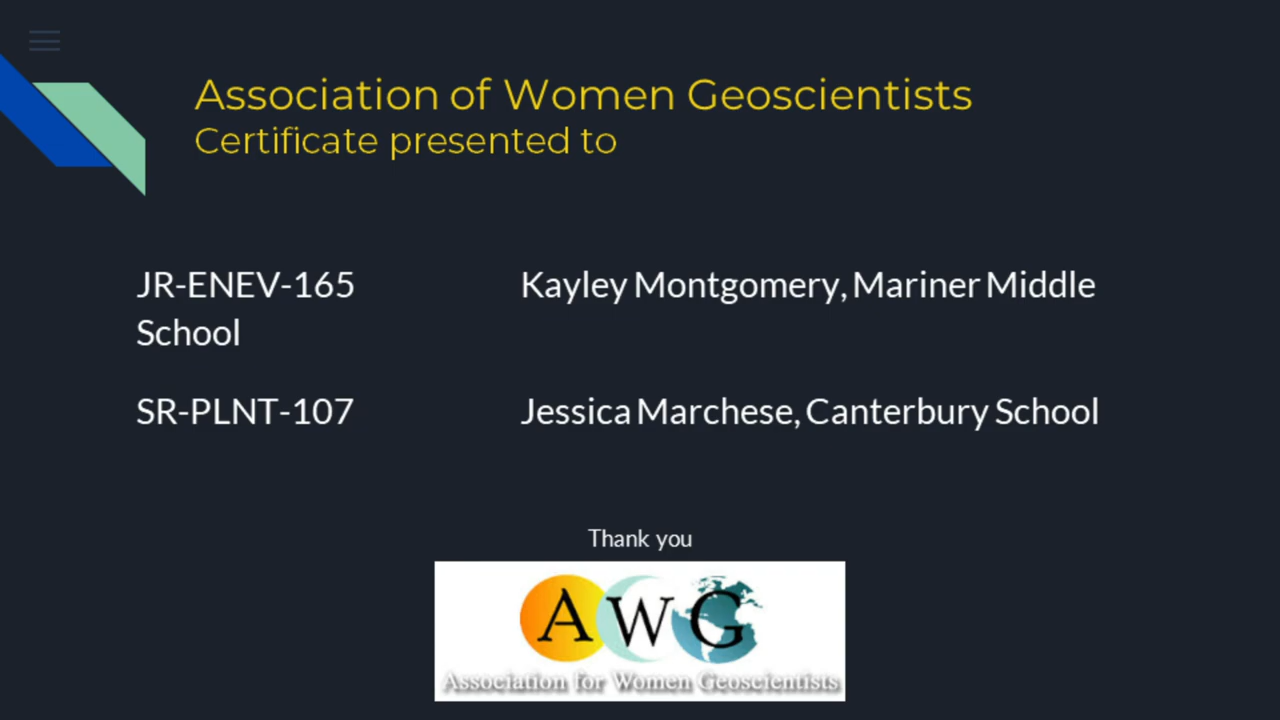 Association of Women Geoscientists
Certificate presented to
JR-ENEV-165 Kayley Montgomery, Mariner Middle
School
SR-PLNT-107 Jessica Marchese, Canterbury School
Thank you
AWG
Association for Women Geoscientists